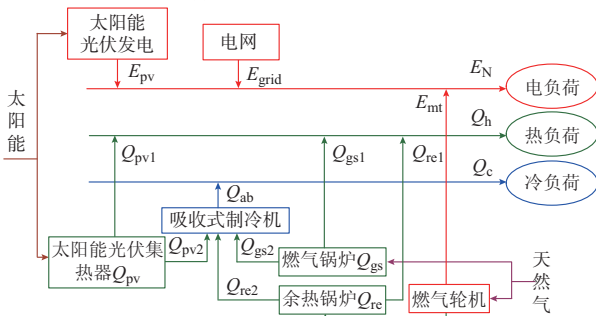 太阳能
光伏发电
电网
E_pv
E_grid
E_N
电负荷
太阳能
E_mt
Q_h
热负荷
Q_pv1
Q_gs1
Q_re1
Q_c
冷负荷
Q_ab
吸收式制冷机
太阳能光伏集
热器Q_pv
Q_pv2
Q_gs2
燃气锅炉Q_gs
天然气
Q_re2
余热锅炉Q_re
燃气轮机